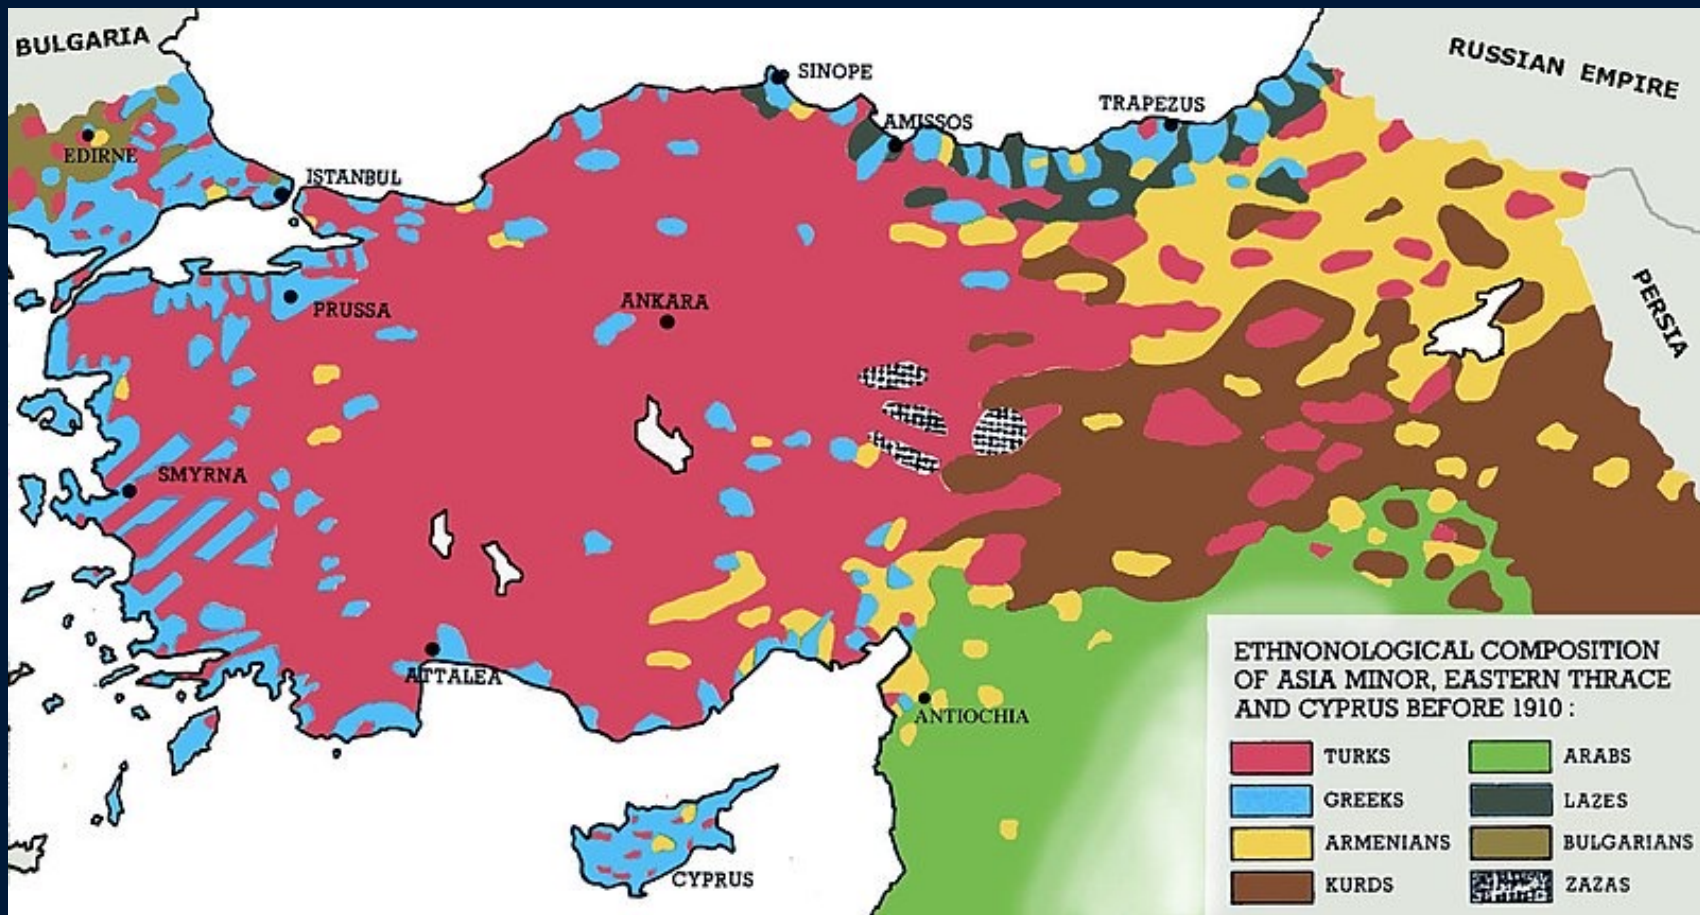 BULGARIA
RUSSIAN EMPIRE
SINOPE
TRAPEZUS
AMISSOS
EDIRNE
ISTANBUL
PERSIA
ANKARA
PRUSSA
SMYRNA
ATTALEA
ANTIOCHIA
CYPRUS
ETHNONOLOGICAL COMPOSITION
OF ASIA MINOR, EASTERN THRACE
AND CYPRUS BEFORE 1910 :
TURKS
GREEKS
ARMENIANS
KURDS
ARABS
LAZES
BULGARIANS
ZAZAS